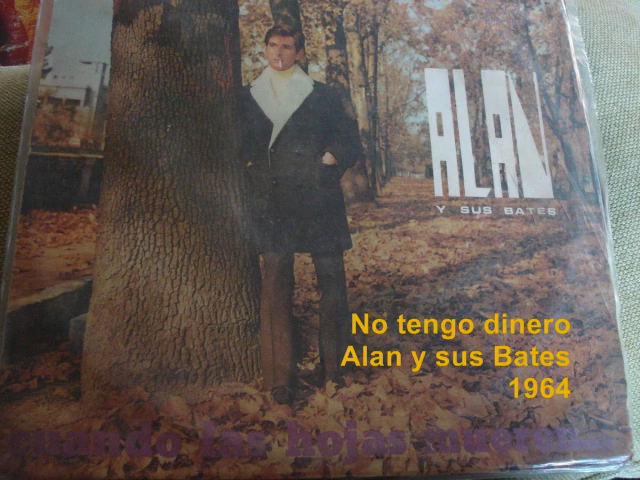 ALAN
Y SUS BATES
No tengo dinero
Alan y sus Bates
1964
cuando las hojas mueren